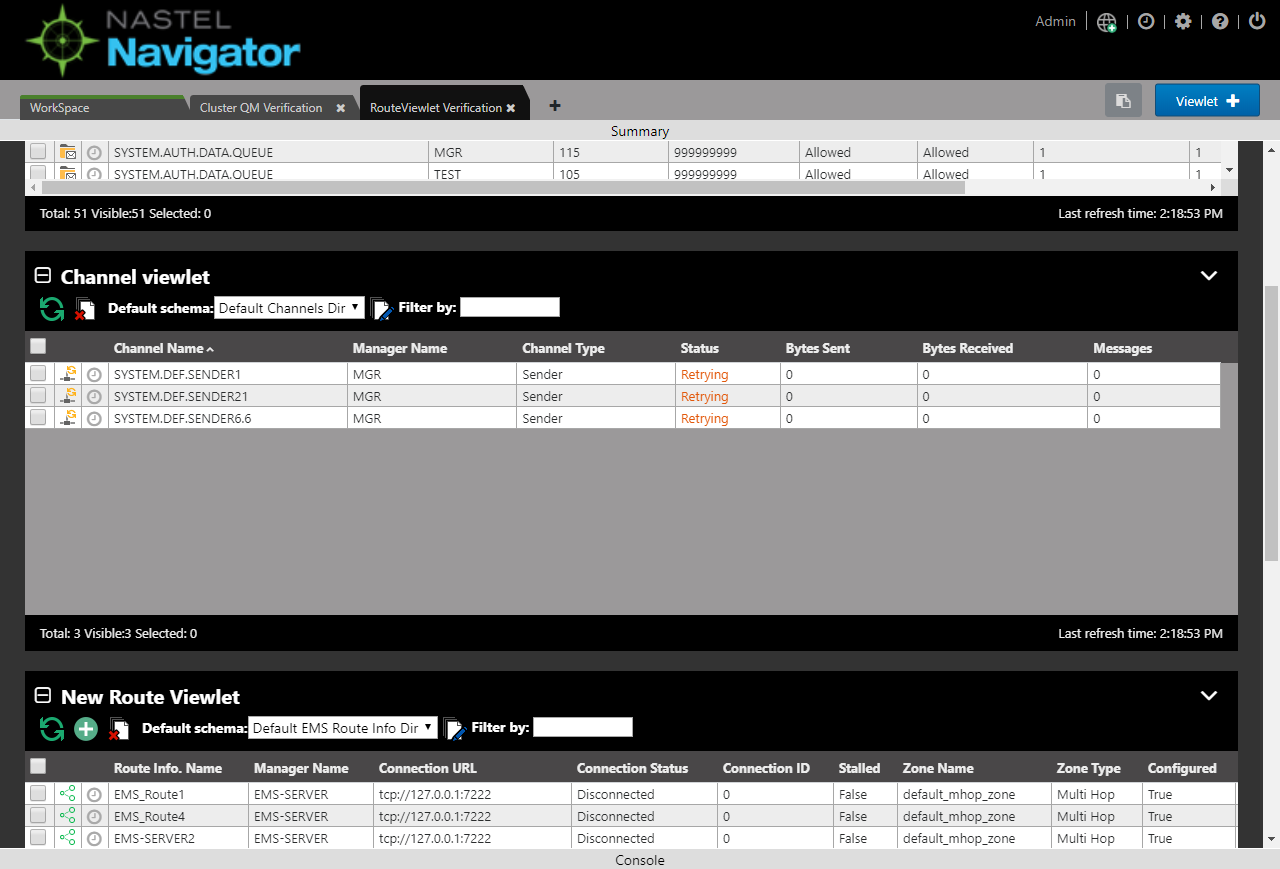 NASTEL
Navigator
Admin
WorkSpace
Cluster QM Verification
RouteViewlet Verification
Viewlet
Summary
SYSTEM.AUTH.DATA.QUEUE MGR 115 999999999 Allowed Allowed 1 1
SYSTEM.AUTH.DATA.QUEUE TEST 105 999999999 Allowed Allowed 1 1
Total: 51 Visible:51 Selected: 0 Last refresh time: 2:18:53 PM
Channel viewlet
Default schema: Default Channels Dir Filter by:
Channel Name Manager Name Channel Type Status Bytes Sent Bytes Received Messages
SYSTEM.DEF.SENDER1 MGR Sender Retrying 0 0 0
SYSTEM.DEF.SENDER21 MGR Sender Retrying 0 0 0
SYSTEM.DEF.SENDER6.6 MGR Sender Retrying 0 0 0
Total: 3 Visible:3 Selected: 0 Last refresh time: 2:18:53 PM
New Route Viewlet
Default schema: Default EMS Route Info Dir Filter by:
Route Info. Name Manager Name Connection URL Connection Status Connection ID Stalled Zone Name Zone Type Configured
EMS_Route1 EMS-SERVER tcp://127.0.0.1:7222 Disconnected 0 False default_mhop_zone Multi Hop True
EMS_Route4 EMS-SERVER tcp://127.0.0.1:7222 Disconnected 0 False default_mhop_zone Multi Hop True
EMS-SERVER2 EMS-SERVER tcp://127.0.0.1:7222 Disconnected 0 False default_mhop_zone Multi Hop True
Console